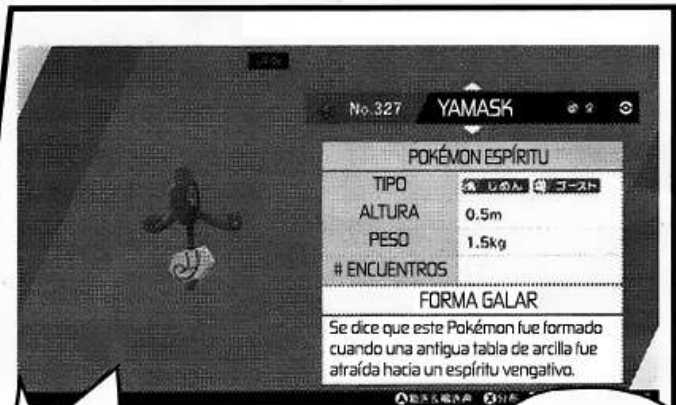 No.327 YAMASK
POKÉMON ESPÍRITU
TIPO じめん ゴースト
ALTURA 0.5m
PESO 1.5kg
# ENCUENTROS
FORMA GALAR
Se dice que este Pokémon fue formado
cuando una antigua tabla de arcilla fue
atraída hacia un espíritu vengativo.